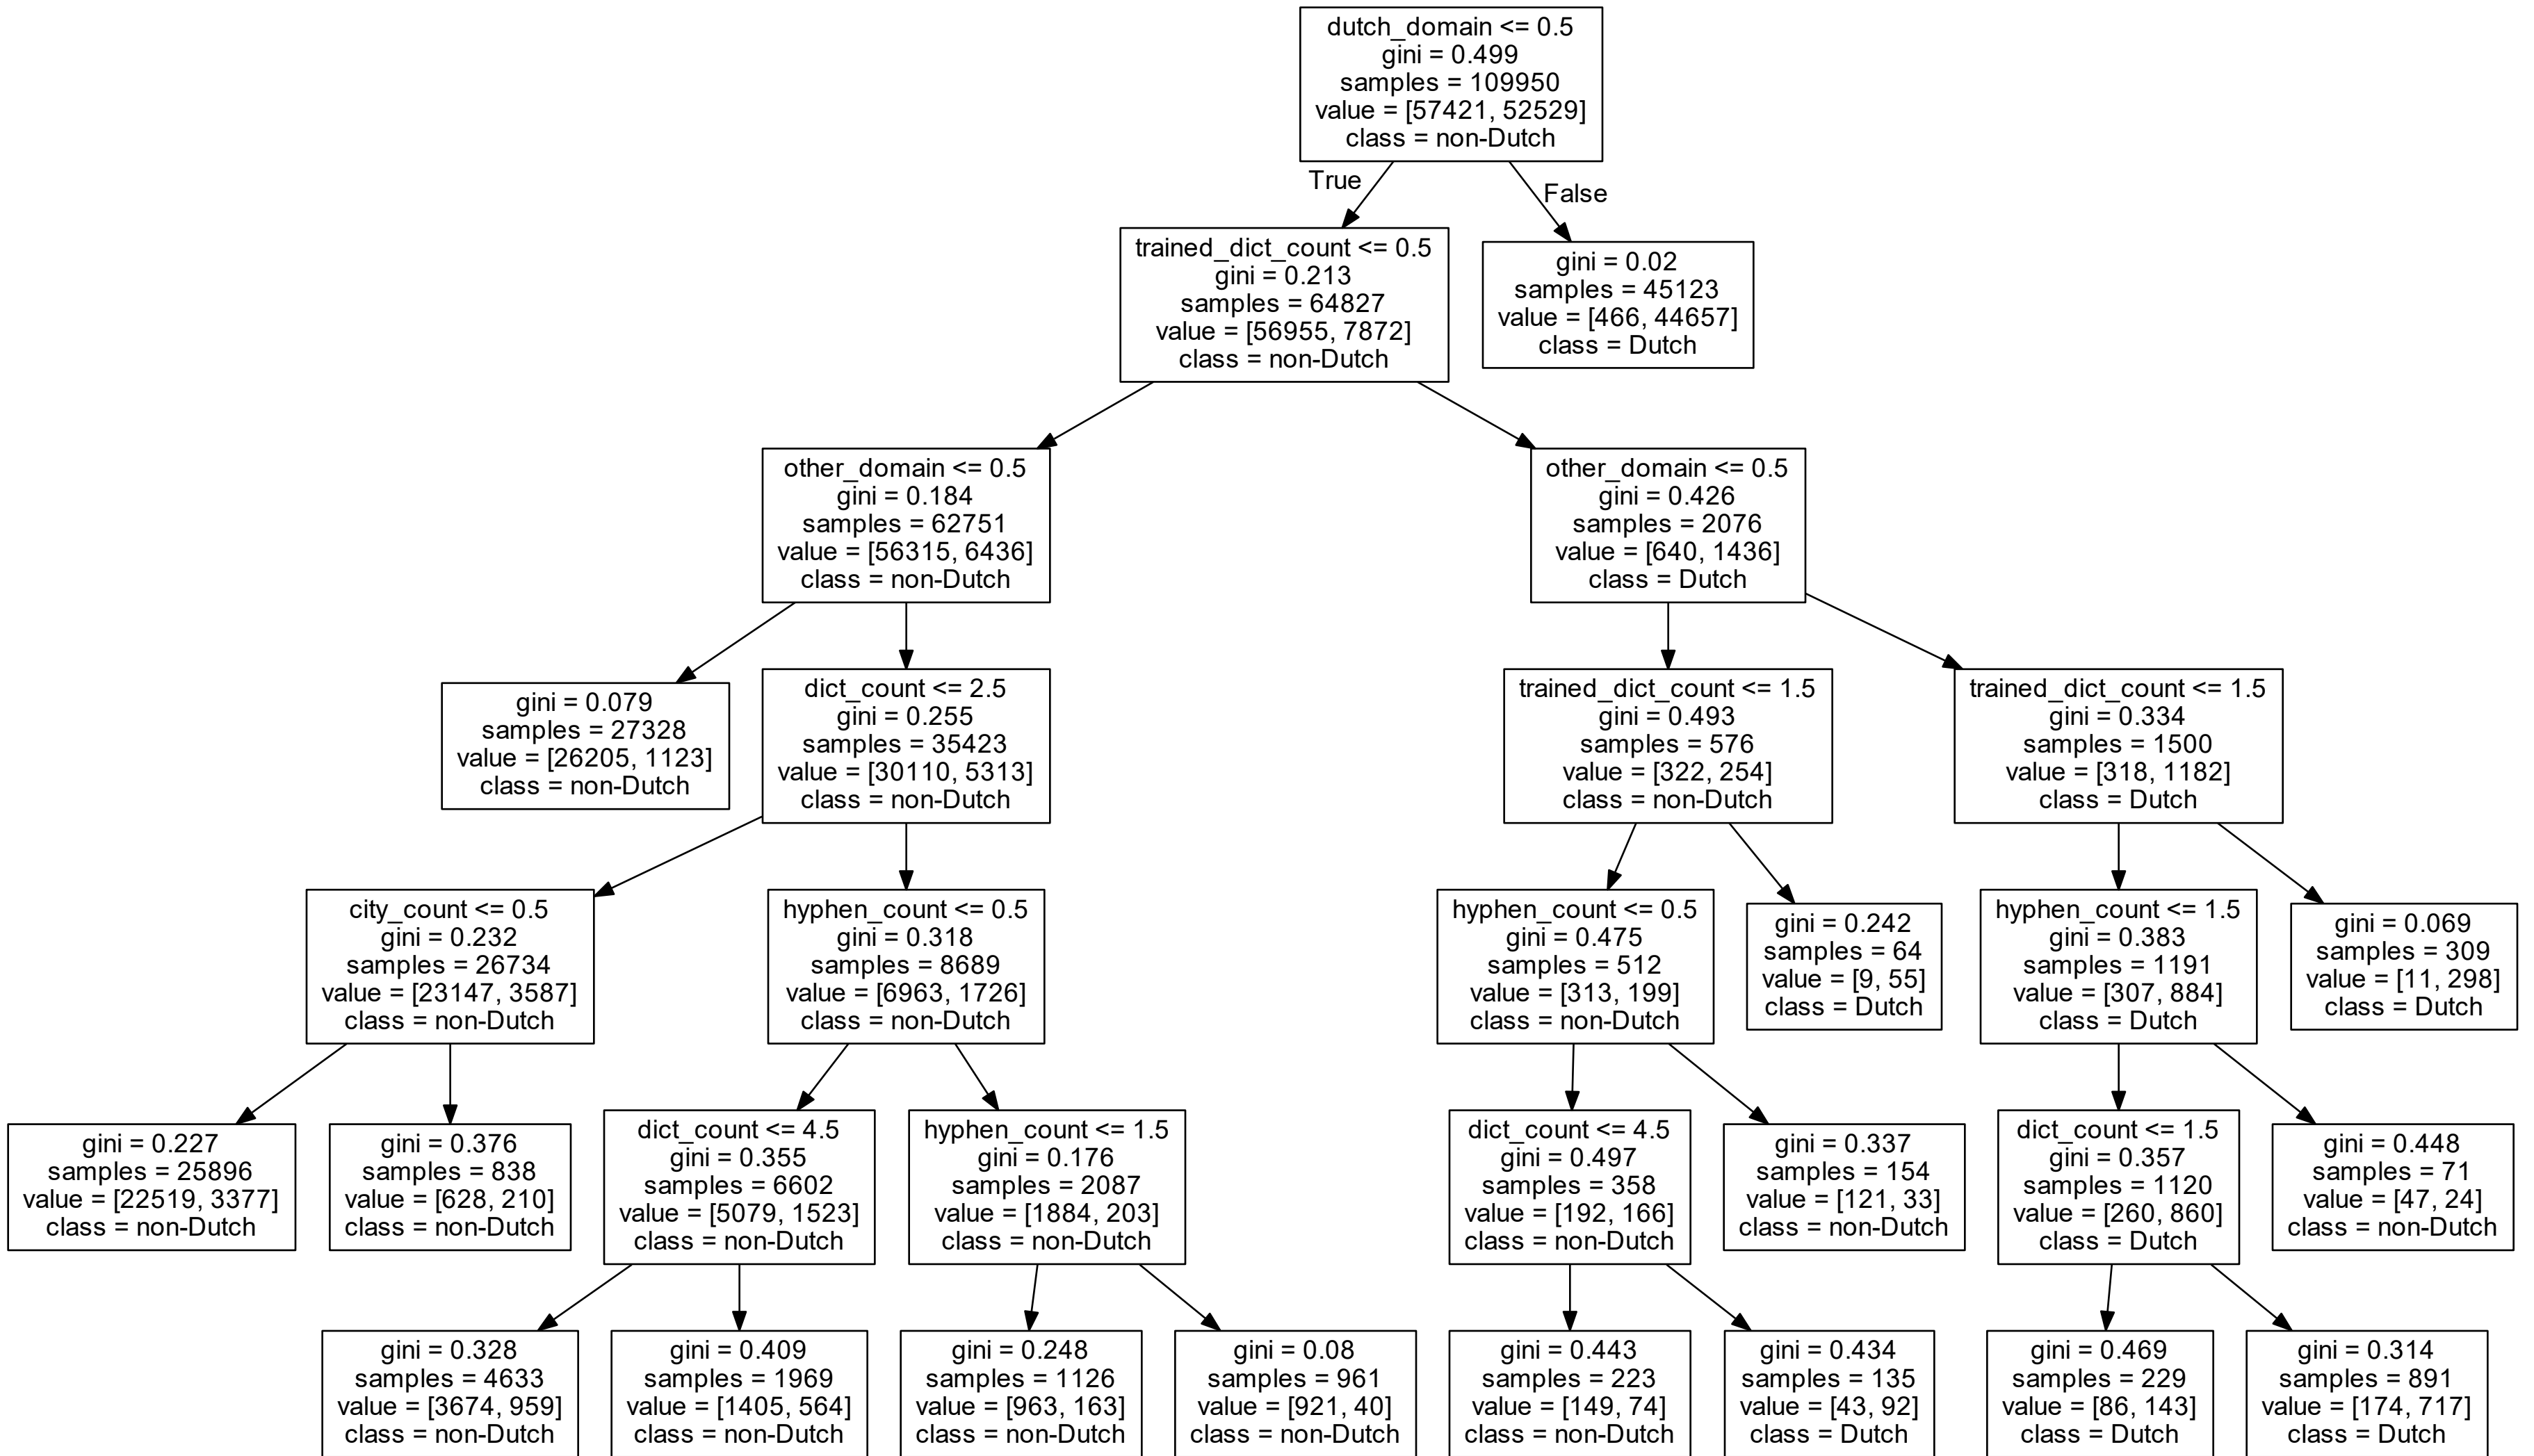 dutch_domain <= 0.5
gini = 0.499
samples = 109950
value = [57421, 52529]
class = non-Dutch
True
False
trained_dict_count <= 0.5
gini = 0.213
samples = 64827
value = [56955, 7872]
class = non-Dutch
gini = 0.02
samples = 45123
value = [466, 44657]
class = Dutch
other_domain <= 0.5
gini = 0.184
samples = 62751
value = [56315, 6436]
class = non-Dutch
other_domain <= 0.5
gini = 0.426
samples = 2076
value = [640, 1436]
class = Dutch
gini = 0.079
samples = 27328
value = [26205, 1123]
class = non-Dutch
dict_count <= 2.5
gini = 0.255
samples = 35423
value = [30110, 5313]
class = non-Dutch
trained_dict_count <= 1.5
gini = 0.493
samples = 576
value = [322, 254]
class = non-Dutch
trained_dict_count <= 1.5
gini = 0.334
samples = 1500
value = [318, 1182]
class = Dutch
city_count <= 0.5
gini = 0.232
samples = 26734
value = [23147, 3587]
class = non-Dutch
hyphen_count <= 0.5
gini = 0.318
samples = 8689
value = [6963, 1726]
class = non-Dutch
hyphen_count <= 0.5
gini = 0.475
samples = 512
value = [313, 199]
class = non-Dutch
gini = 0.242
samples = 64
value = [9, 55]
class = Dutch
hyphen_count <= 1.5
gini = 0.383
samples = 1191
value = [307, 884]
class = Dutch
gini = 0.069
samples = 309
value = [11, 298]
class = Dutch
gini = 0.227
samples = 25896
value = [22519, 3377]
class = non-Dutch
gini = 0.376
samples = 838
value = [628, 210]
class = non-Dutch
dict_count <= 4.5
gini = 0.355
samples = 6602
value = [5079, 1523]
class = non-Dutch
hyphen_count <= 1.5
gini = 0.176
samples = 2087
value = [1884, 203]
class = non-Dutch
dict_count <= 4.5
gini = 0.497
samples = 358
value = [192, 166]
class = non-Dutch
gini = 0.337
samples = 154
value = [121, 33]
class = non-Dutch
dict_count <= 1.5
gini = 0.357
samples = 1120
value = [260, 860]
class = Dutch
gini = 0.448
samples = 71
value = [47, 24]
class = non-Dutch
gini = 0.328
samples = 4633
value = [3674, 959]
class = non-Dutch
gini = 0.409
samples = 1969
value = [1405, 564]
class = non-Dutch
gini = 0.248
samples = 1126
value = [963, 163]
class = non-Dutch
gini = 0.08
samples = 961
value = [921, 40]
class = non-Dutch
gini = 0.443
samples = 223
value = [149, 74]
class = non-Dutch
gini = 0.434
samples = 135
value = [43, 92]
class = Dutch
gini = 0.469
samples = 229
value = [86, 143]
class = Dutch
gini = 0.314
samples = 891
value = [174, 717]
class = Dutch